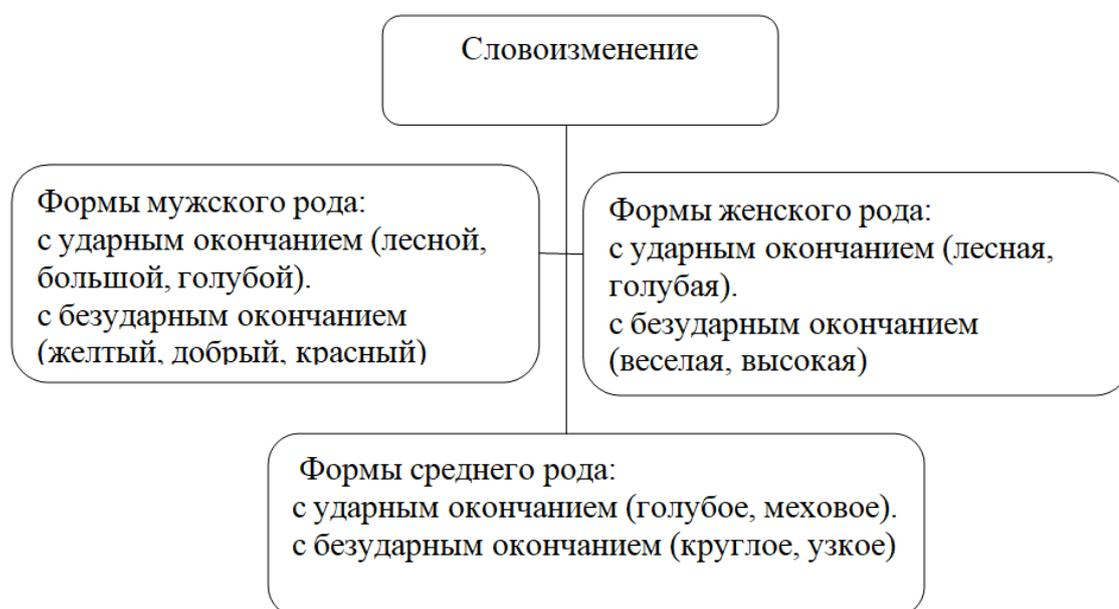 Словоизменение
Формы мужского рода:
с ударным окончанием (лесной,
большой, голубой).
с безударным окончанием
(желтый, добрый, красный)
Формы женского рода:
с ударным окончанием (лесная,
голубая).
с безударным окончанием
(веселая, высокая)
Формы среднего рода:
с ударным окончанием (голубое, меховое).
с безударным окончанием (круглое, узкое)